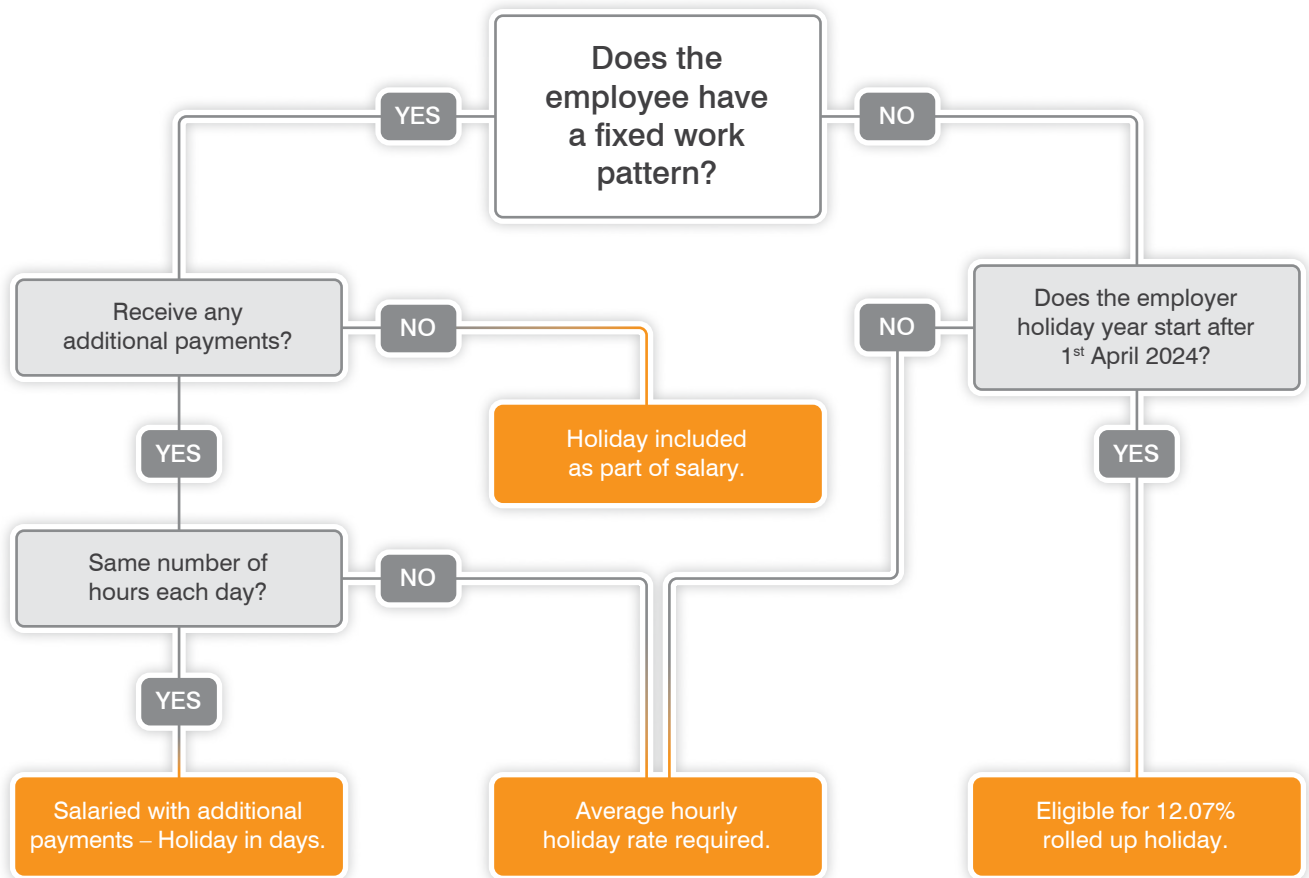 Does the
employee have
a fixed work
pattern?
YES
NO
Receive any
additional payments?
NO
Does the employer
holiday year start after
1st April 2024?
NO
Holiday included
as part of salary.
YES
YES
Same number of
hours each day?
NO
YES
Salaried with additional
payments – Holiday in days.
Average hourly
holiday rate required.
Eligible for 12.07%
rolled up holiday.